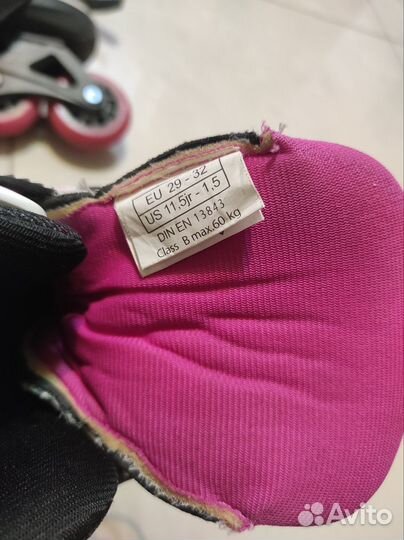 EU 29 - 32
US 11.5jr - 1,5
DIN EN 13843
Class B max.60 kg
Avito